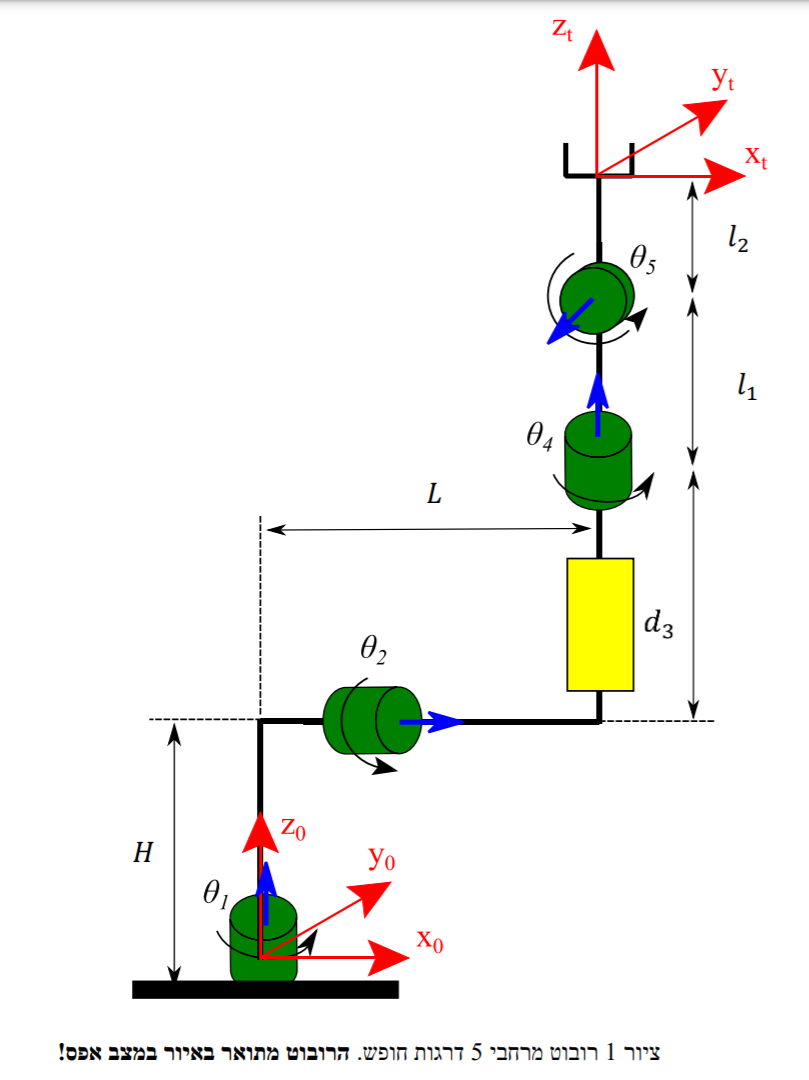 zt
yt
xt
l2
θ5
l1
θ4
L
d3
θ2
H
z0
y0
θ1
x0
ציור 1 רובוט מרחבי 5 דרגות חופש. הרובוט מתואר באיור במצב אפס!